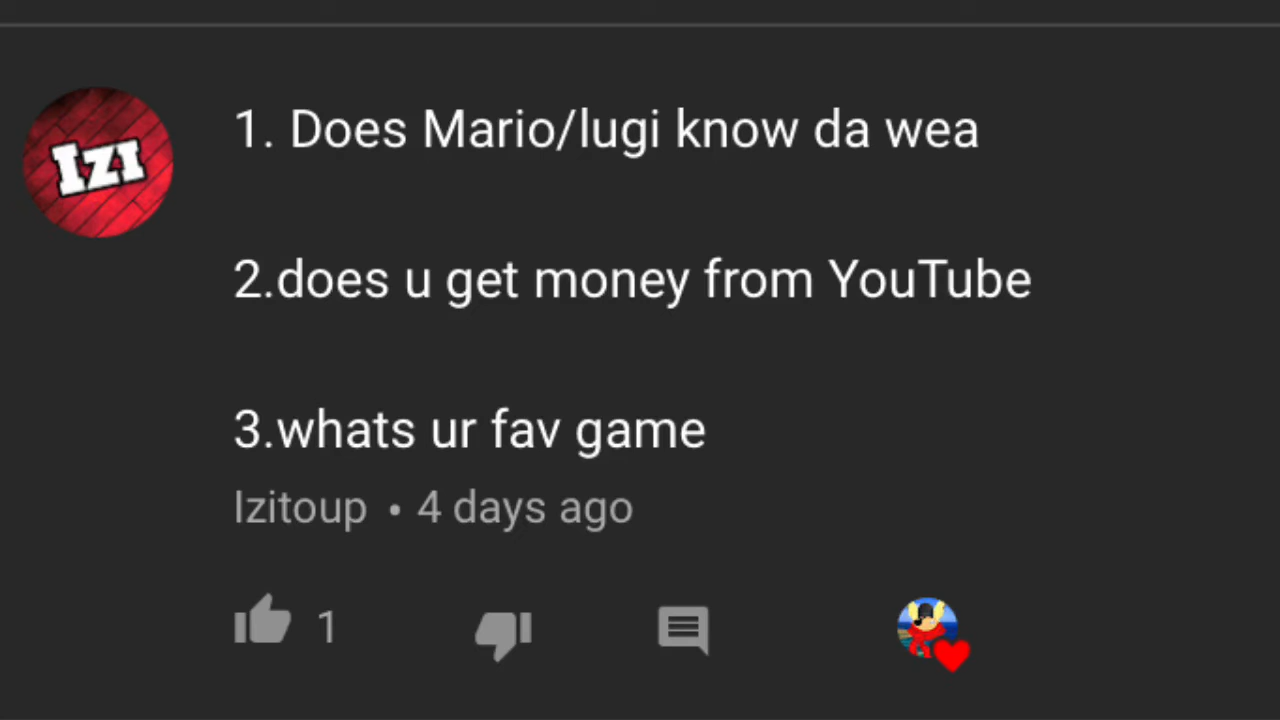 IZI
1. Does Mario/lugi know da wea
2.does u get money from YouTube
3.whats ur fav game
Izitoup • 4 days ago
1